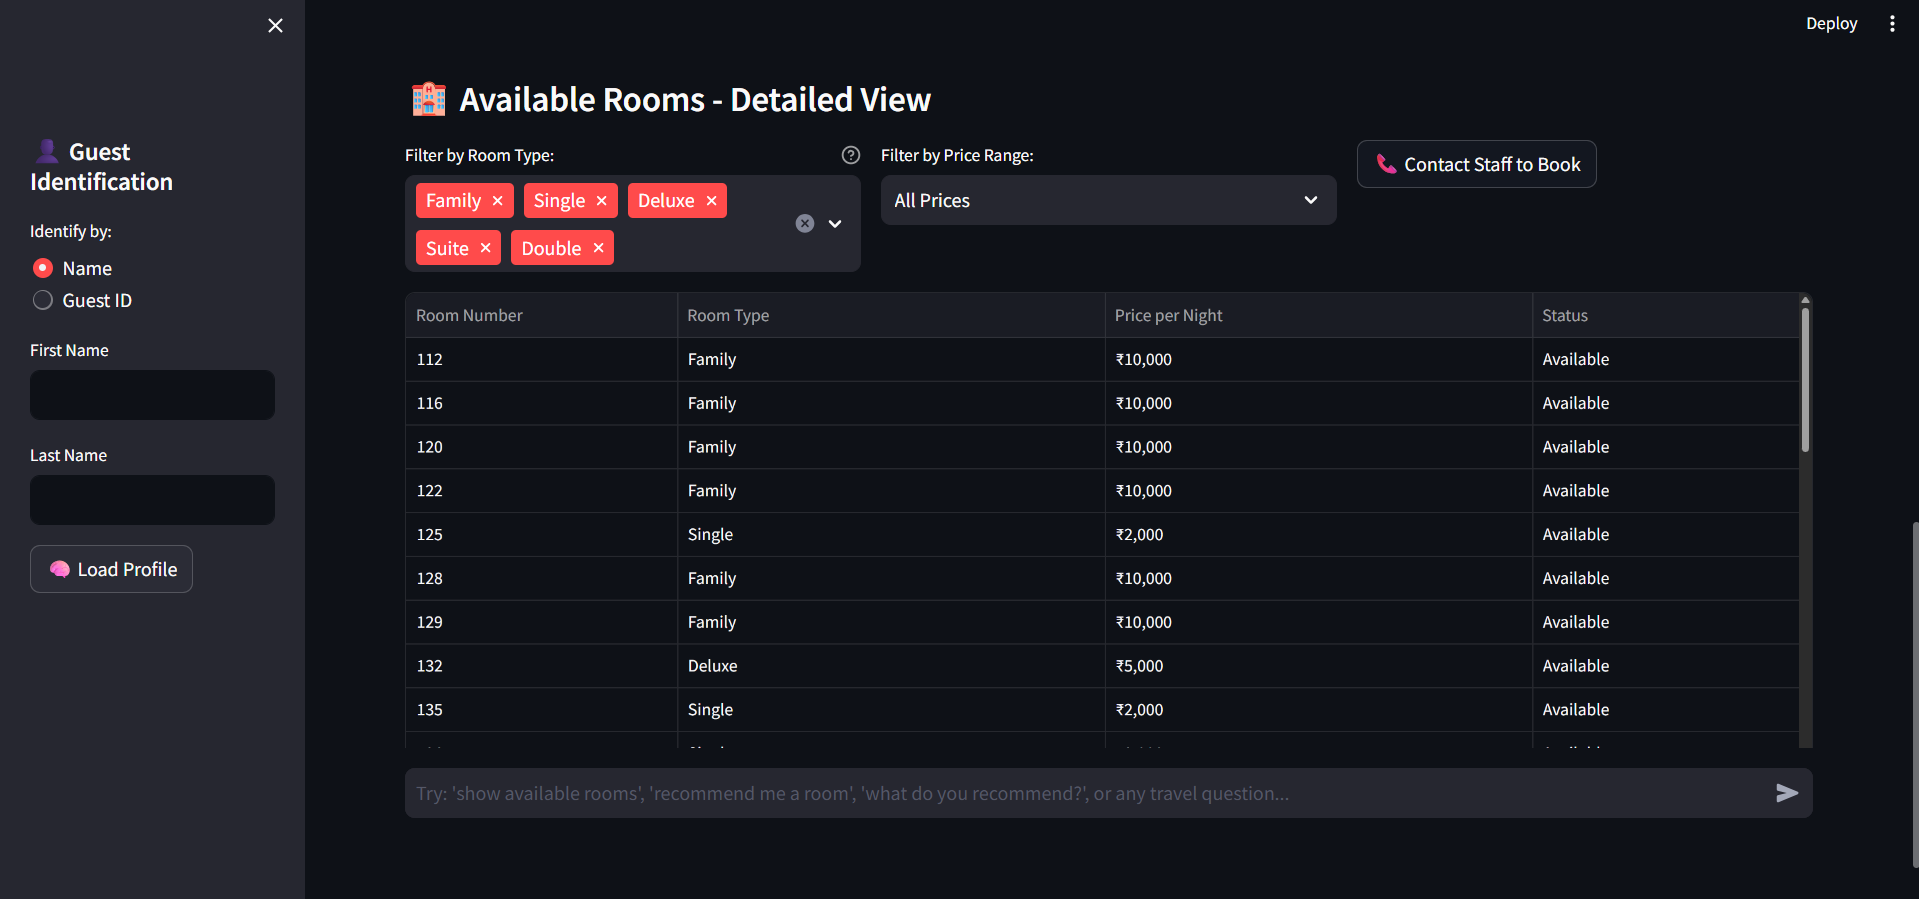 Deploy
Guest
Identification
Identify by:
Name
Guest ID
First Name
Last Name
Load Profile
Available Rooms - Detailed View
Filter by Room Type:
Filter by Price Range:
Contact Staff to Book
Family Single Deluxe
Suite Double
All Prices
Room Number Room Type Price per Night Status
112 Family ₹10,000 Available
116 Family ₹10,000 Available
120 Family ₹10,000 Available
122 Family ₹10,000 Available
125 Single ₹2,000 Available
128 Family ₹10,000 Available
129 Family ₹10,000 Available
132 Deluxe ₹5,000 Available
135 Single ₹2,000 Available
Try: 'show available rooms', 'recommend me a room', 'what do you recommend?', or any travel question...